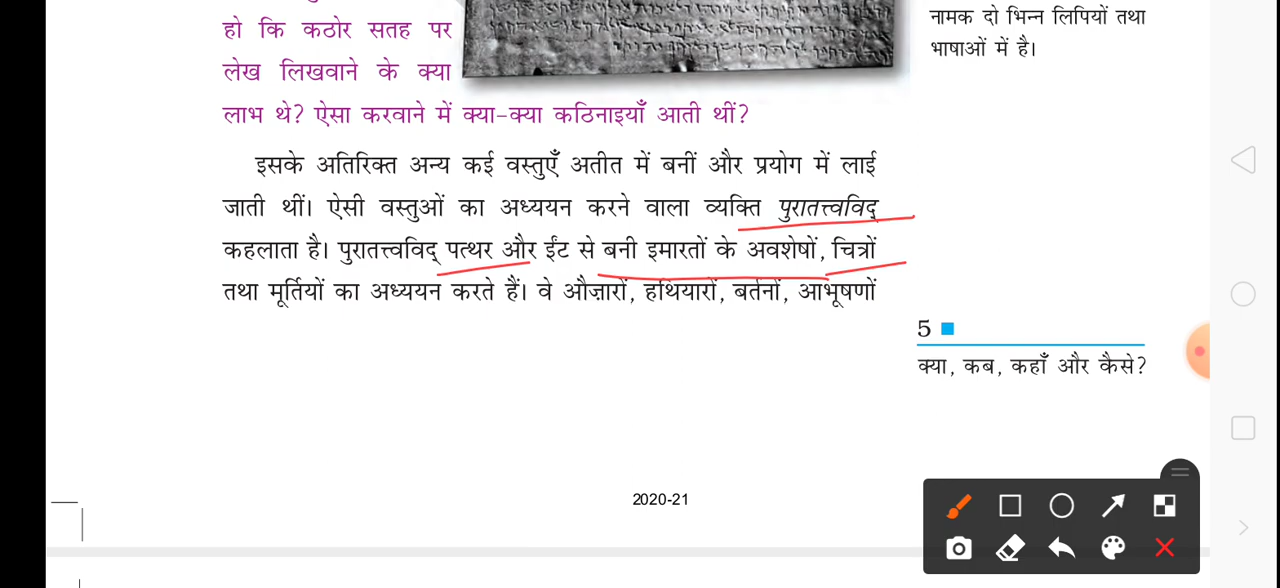 हो कि कठोर सतह पर
लेख लिखवाने के क्या
लाभ थे? ऐसा करवाने में क्या-क्या कठिनाइयाँ आती थीं?
नामक दो भिन्न लिपियों तथा
भाषाओं में है।
इसके अतिरिक्त अन्य कई वस्तुएँ अतीत में बनीं और प्रयोग में लाई
जाती थीं। ऐसी वस्तुओं का अध्ययन करने वाला व्यक्ति पुरातत्त्वविद्
कहलाता है। पुरातत्त्वविद् पत्थर और ईंट से बनी इमारतों के अवशेषों, चित्रों
तथा मूर्तियों का अध्ययन करते हैं। वे औज़ारों, हथियारों, बर्तनों, आभूषणों
5
क्या, कब, कहाँ और कैसे?
2020-21